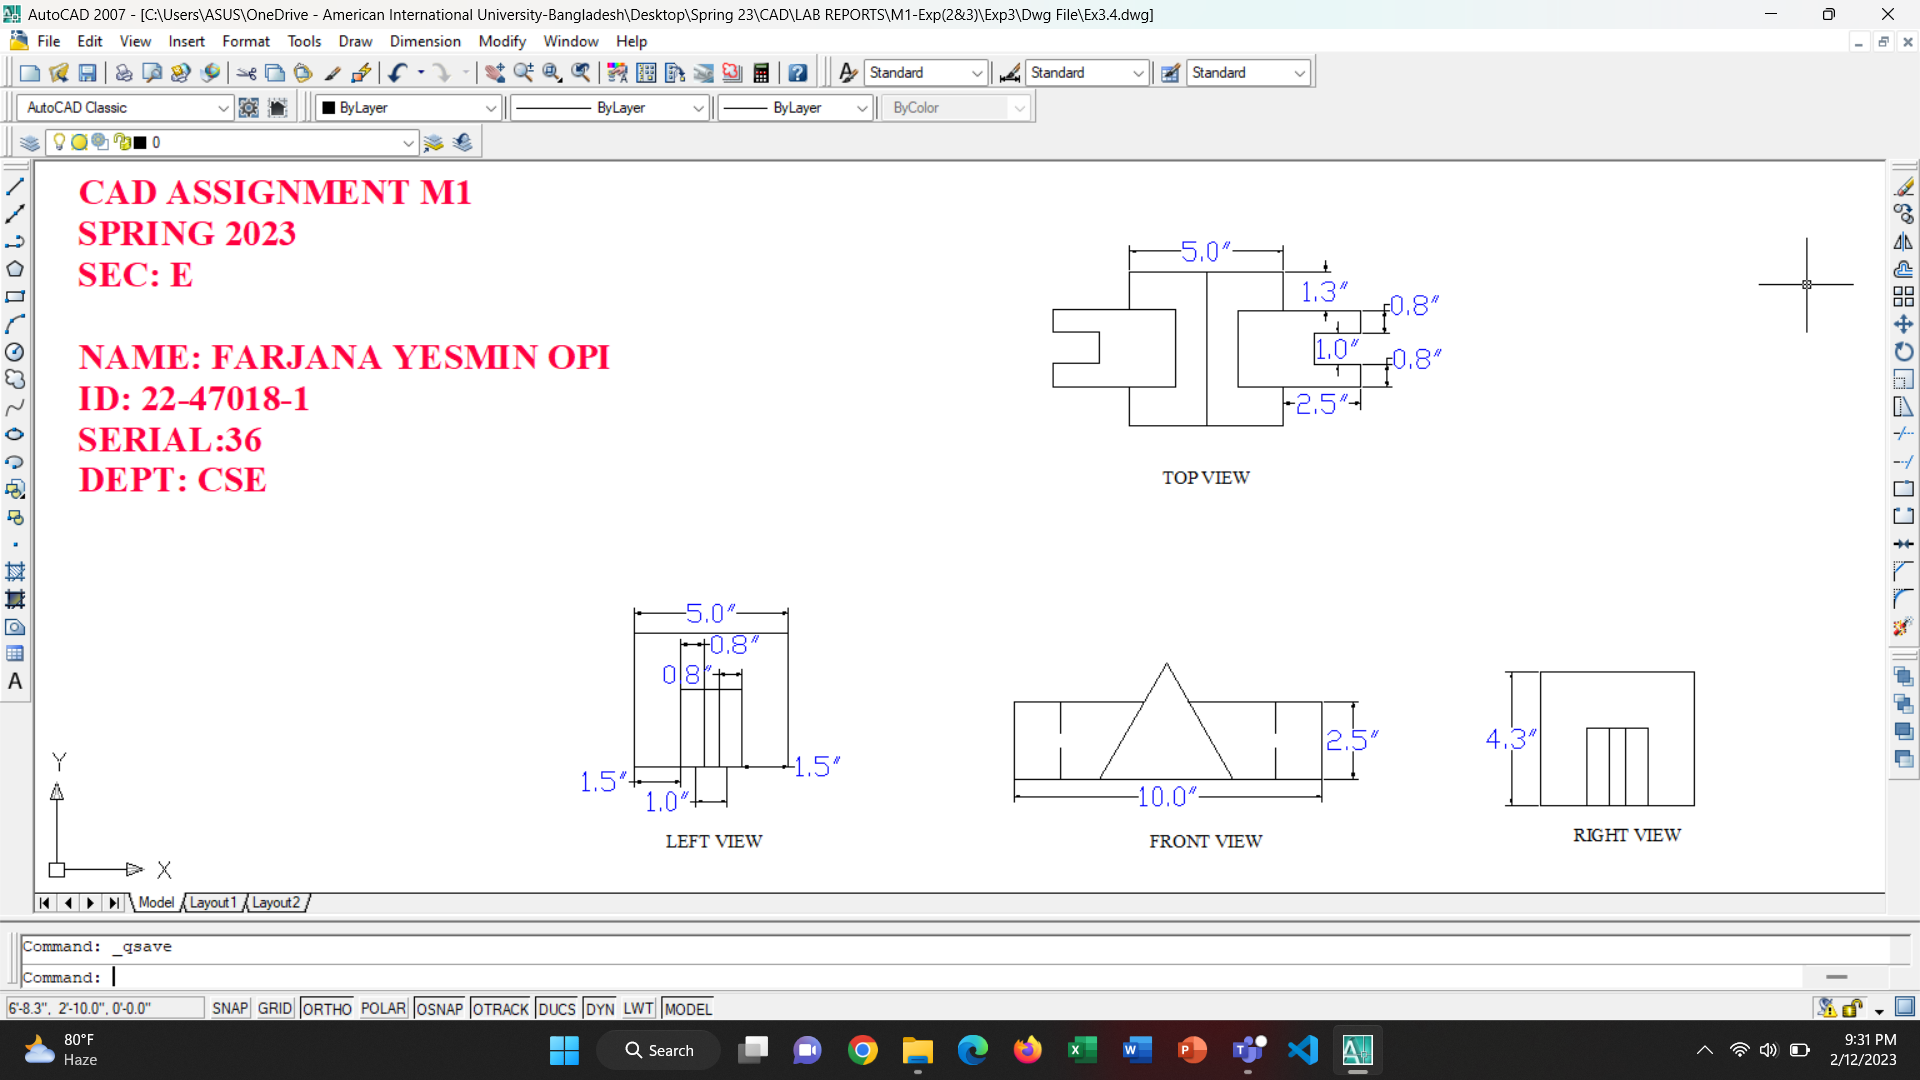 AutoCAD 2007 - [C:\Users\ASUS\OneDrive - American International University-Bangladesh\Desktop\Spring 23\CAD\LAB REPORTS\M1-Exp(2&3)\Exp3\Dwg File\Ex3.4.dwg]
File Edit View Insert Format Tools Draw Dimension Modify Window Help
Standard Standard Standard
AutoCAD Classic ByLayer ByLayer ByLayer ByColor
0
CAD ASSIGNMENT M1
SPRING 2023
SEC: E
NAME: FARJANA YESMIN OPI
ID: 22-47018-1
SERIAL:36
DEPT: CSE
5.0"
1.3"
0.8"
1.0"
0.8"
2.5"
TOP VIEW
5.0"
0.8"
0.8"
1.5"
1.5"
1.0"
LEFT VIEW
2.5"
10.0"
FRONT VIEW
4.3"
RIGHT VIEW
Y
X
A
Model Layout1 Layout2
Command: _qsave
Command:
6'-8.3", 2'-10.0", 0'-0.0" SNAP GRID ORTHO POLAR OSNAP OTRACK DUCS DYN LWT MODEL
80°F
Haze
Search
9:31 PM
2/12/2023